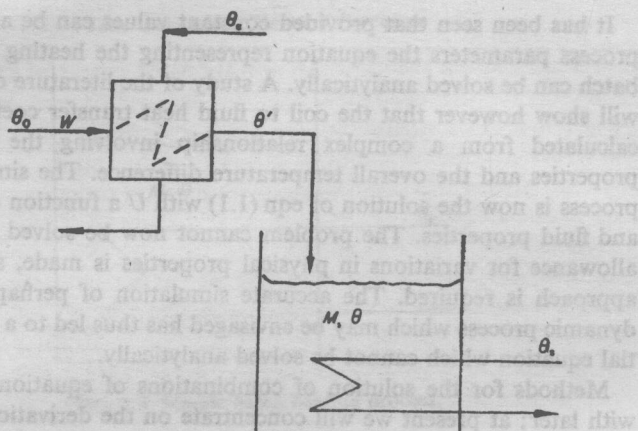 It has been seen that provided constant values can be a
process parameters the equation representing the heating
batch can be solved analytically. A study of the literature
will show however that the coil to fluid heat transfer
calculated from a complex relationship involving the
properties and the overall temperature difference. The
process is now the solution of eqn (1.1) with U a function
and fluid properties. The problem cannot now be solved
allowance for variations in physical properties is made,
approach is required. The accurate simulation of
dynamic process which may be envisaged has thus led to a
tial equation which cannot be solved analytically.
Methods for the solution of combinations of equation
with later; at present we will concentrate on the
θs
θ0 W θ'
M, θ
θs